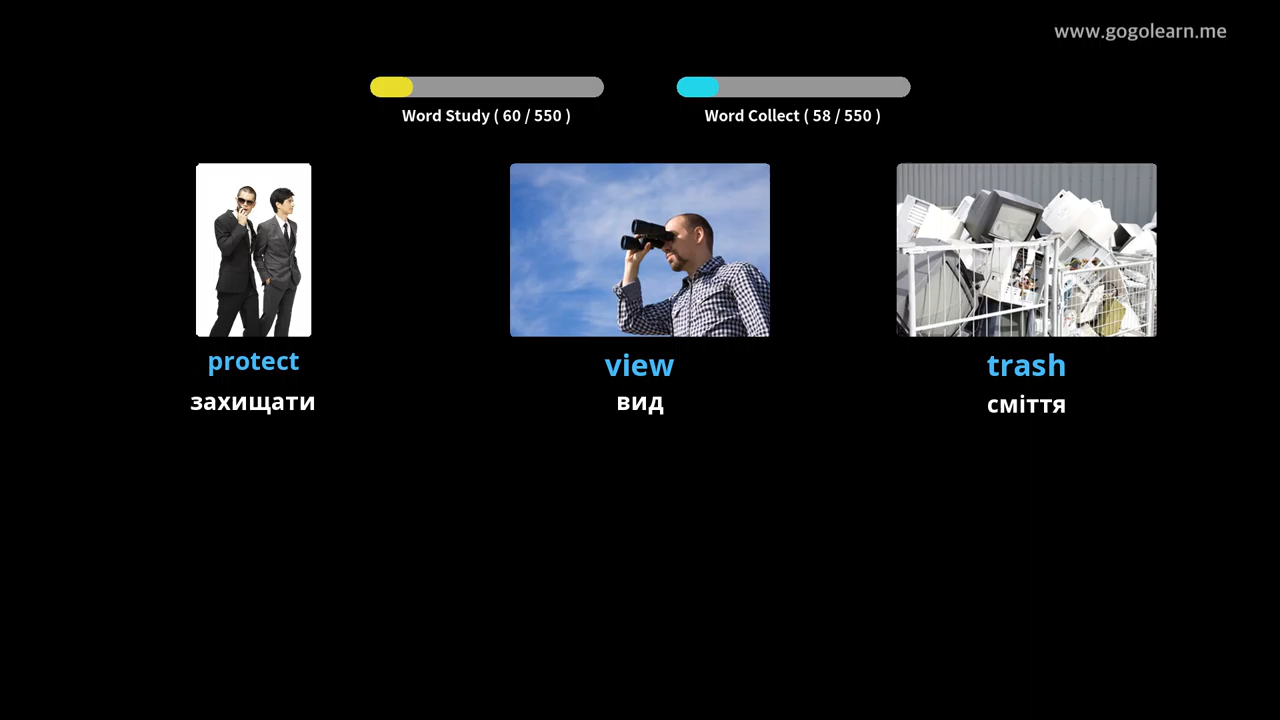 www.gogolearn.me
Word Study ( 60 / 550 )
Word Collect ( 58 / 550 )
protect
захищати
view
вид
trash
сміття